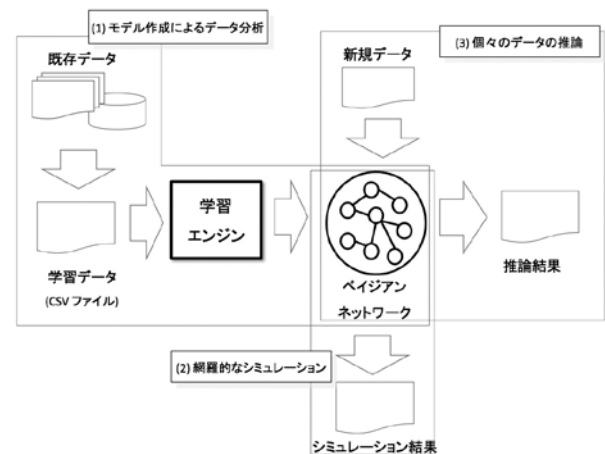 (1) モデル作成によるデータ分析
既存データ
学習データ
(CSV ファイル)
学習
エンジン
新規データ
(3) 個々のデータの推論
ベイジアン
ネットワーク
推論結果
(2) 網羅的なシミュレーション
シミュレーション結果